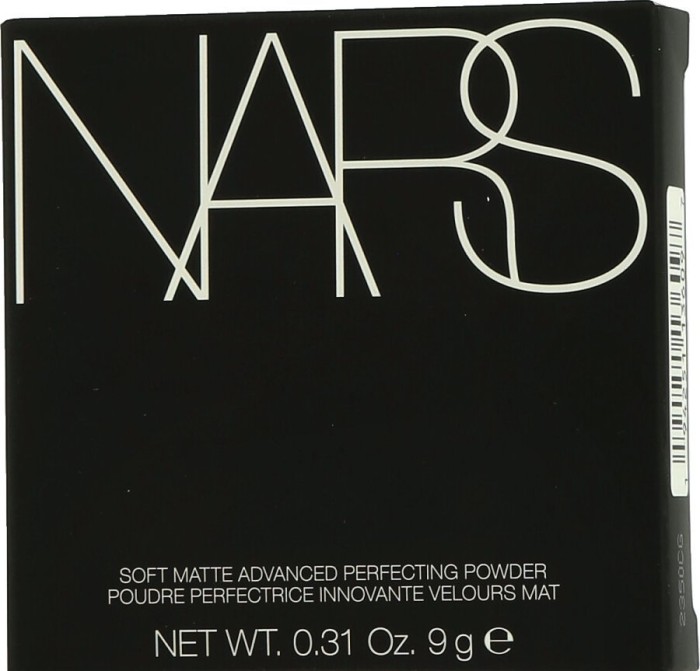 NARS
SOFT MATTE ADVANCED PERFECTING POWDER
POUDRE PERFECTRICE INNOVANTE VELOURS MAT
NET WT. 0.31 Oz. 9 g ℮